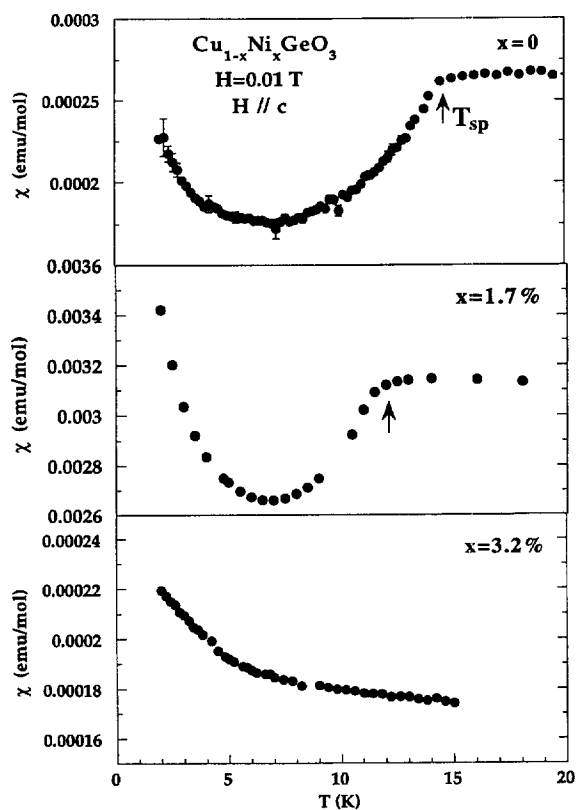 0.0003
Cu1-xNixGeO3
x=0
H=0.01 T
H // c
0.00025
Tsp
χ (emu/mol)
0.0002
0.0036
x=1.7%
0.0034
0.0032
χ (emu/mol)
0.003
0.0028
0.0026
0.00024
x=3.2%
0.00022
χ (emu/mol)
0.0002
0.00018
0.00016
0 5 10 15 20
T (K)